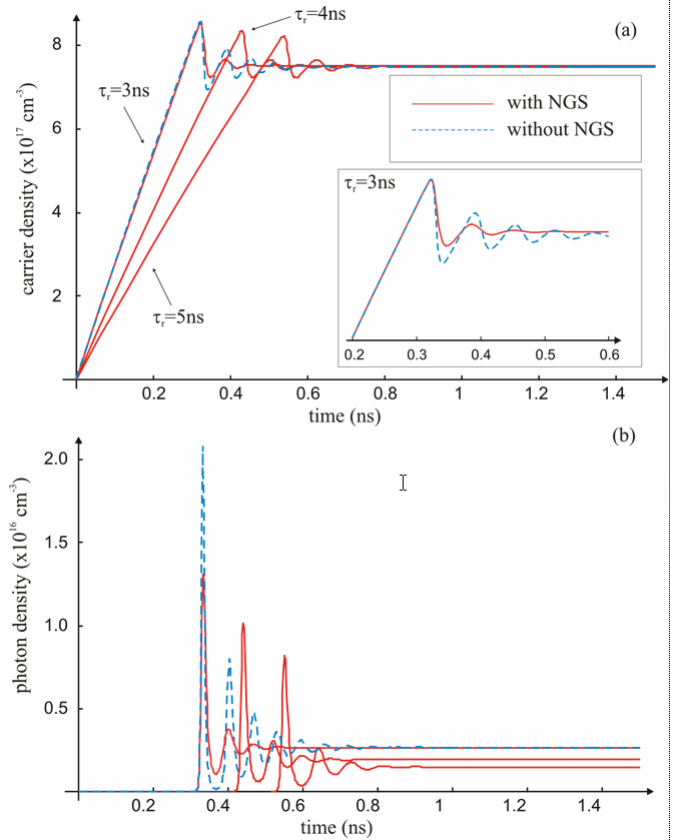 (a)
τr=4ns
8
τr=3ns
with NGS
without NGS
6
carrier density (x10¹⁷ cm⁻³)
τr=3ns
4
2
τr=5ns
0.2 0.3 0.4 0.5 0.6
0.2 0.4 0.6 0.8 1 1.2 1.4
time (ns)
(b)
2.0
1.5
photon density (x10¹⁶ cm⁻³)
1.0
0.5
0.2 0.4 0.6 0.8 1.0 1.2 1.4
time (ns)